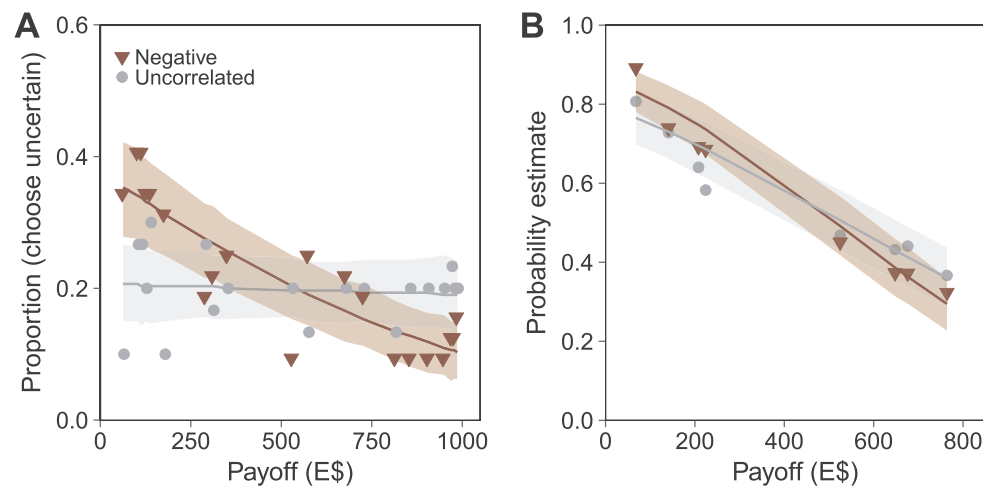 A
Proportion (choose uncertain)
0.6
0.4
0.2
0.0
Negative
Uncorrelated
0
250
500
750
1000
Payoff (E$)
B
Probability estimate
1.0
0.8
0.6
0.4
0.2
0.0
0
200
400
600
800
Payoff (E$)